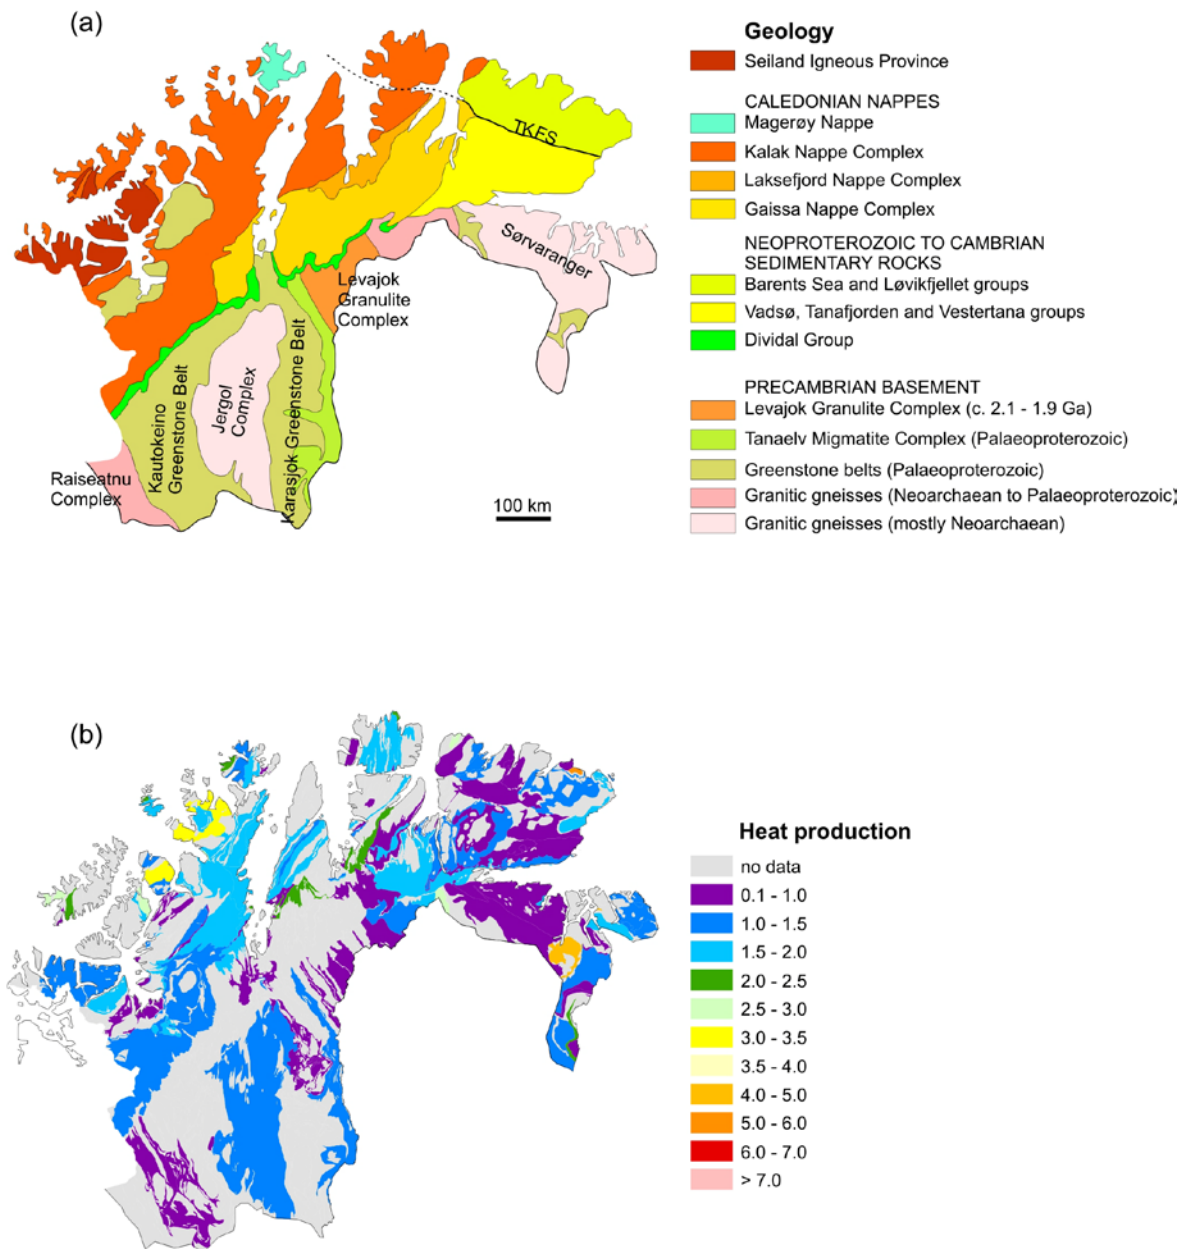 (a)
Geology
Seiland Igneous Province
CALEDONIAN NAPPES
Magerøy Nappe
Kalak Nappe Complex
Laksefjord Nappe Complex
Gaissa Nappe Complex
NEOPROTEROZOIC TO CAMBRIAN
SEDIMENTARY ROCKS
Barents Sea and Løvikfjellet groups
Vadsø, Tanafjorden and Vestertana groups
Dividal Group
PRECAMBRIAN BASEMENT
Levajok Granulite Complex (c. 2.1 - 1.9 Ga)
Tanaelv Migmatite Complex (Palaeoproterozoic)
Greenstone belts (Palaeoproterozoic)
Granitic gneisses (Neoarchaean to Palaeoproterozoic)
Granitic gneisses (mostly Neoarchaean)
TKFS
Sørvaranger
Levajok
Granulite
Complex
Kautokeino
Greenstone Belt
Jergol
Complex
Karasjok Greenstone Belt
Raiseatnu
Complex
100 km
(b)
Heat production
no data
0.1 - 1.0
1.0 - 1.5
1.5 - 2.0
2.0 - 2.5
2.5 - 3.0
3.0 - 3.5
3.5 - 4.0
4.0 - 5.0
5.0 - 6.0
6.0 - 7.0
> 7.0